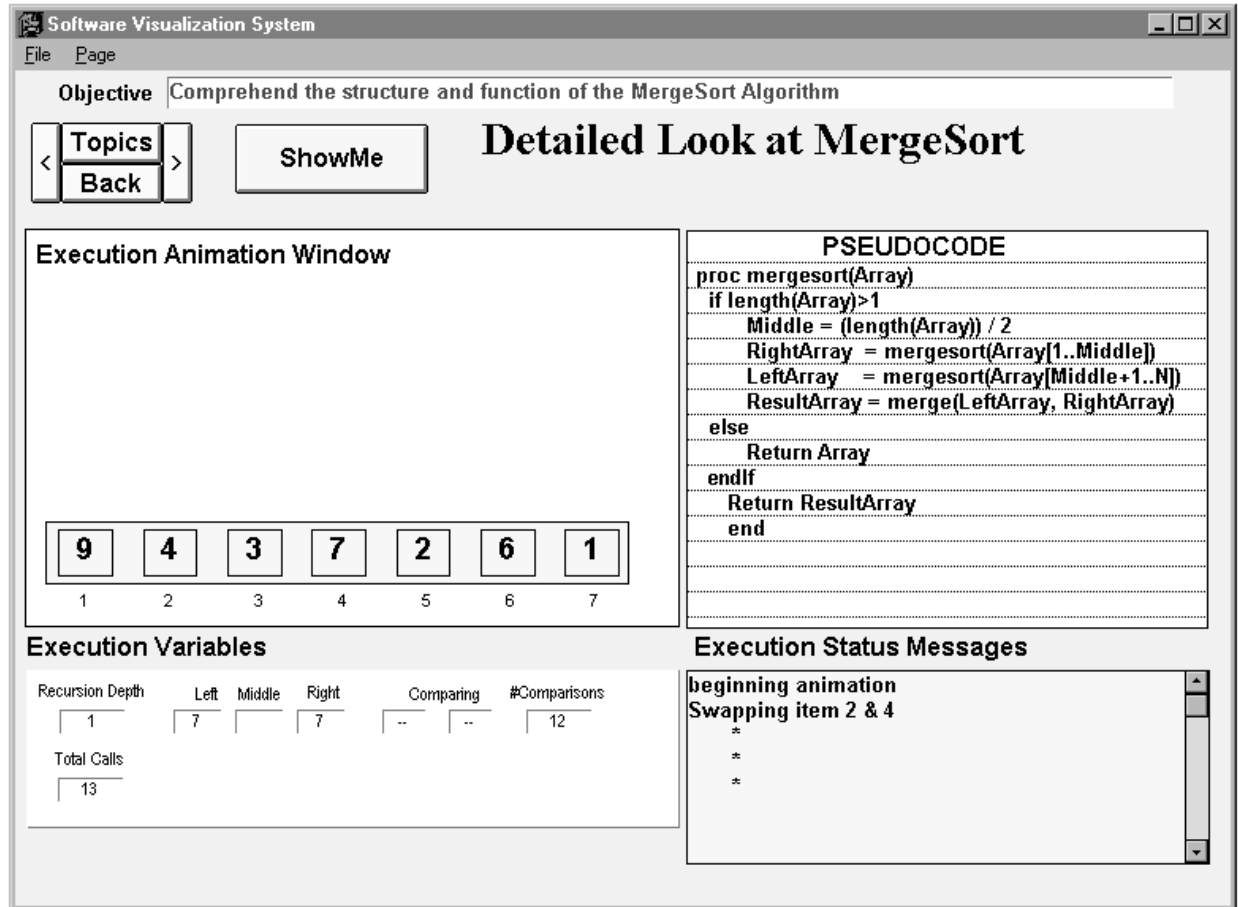 Software Visualization System
File Page
Objective Comprehend the structure and function of the MergeSort Algorithm
< Topics >
Back
ShowMe
Detailed Look at MergeSort
Execution Animation Window
9 4 3 7 2 6 1
1 2 3 4 5 6 7
PSEUDOCODE
proc mergesort(Array)
if length(Array)>1
Middle = (length(Array)) / 2
RightArray = mergesort(Array[1..Middle])
LeftArray = mergesort(Array[Middle+1..N])
ResultArray = merge(LeftArray, RightArray)
else
Return Array
endIf
Return ResultArray
end
Execution Variables
Recursion Depth Left Middle Right Comparing #Comparisons
1 7 7 -- -- 12
Total Calls
13
Execution Status Messages
beginning animation
Swapping item 2 & 4
*
*
*